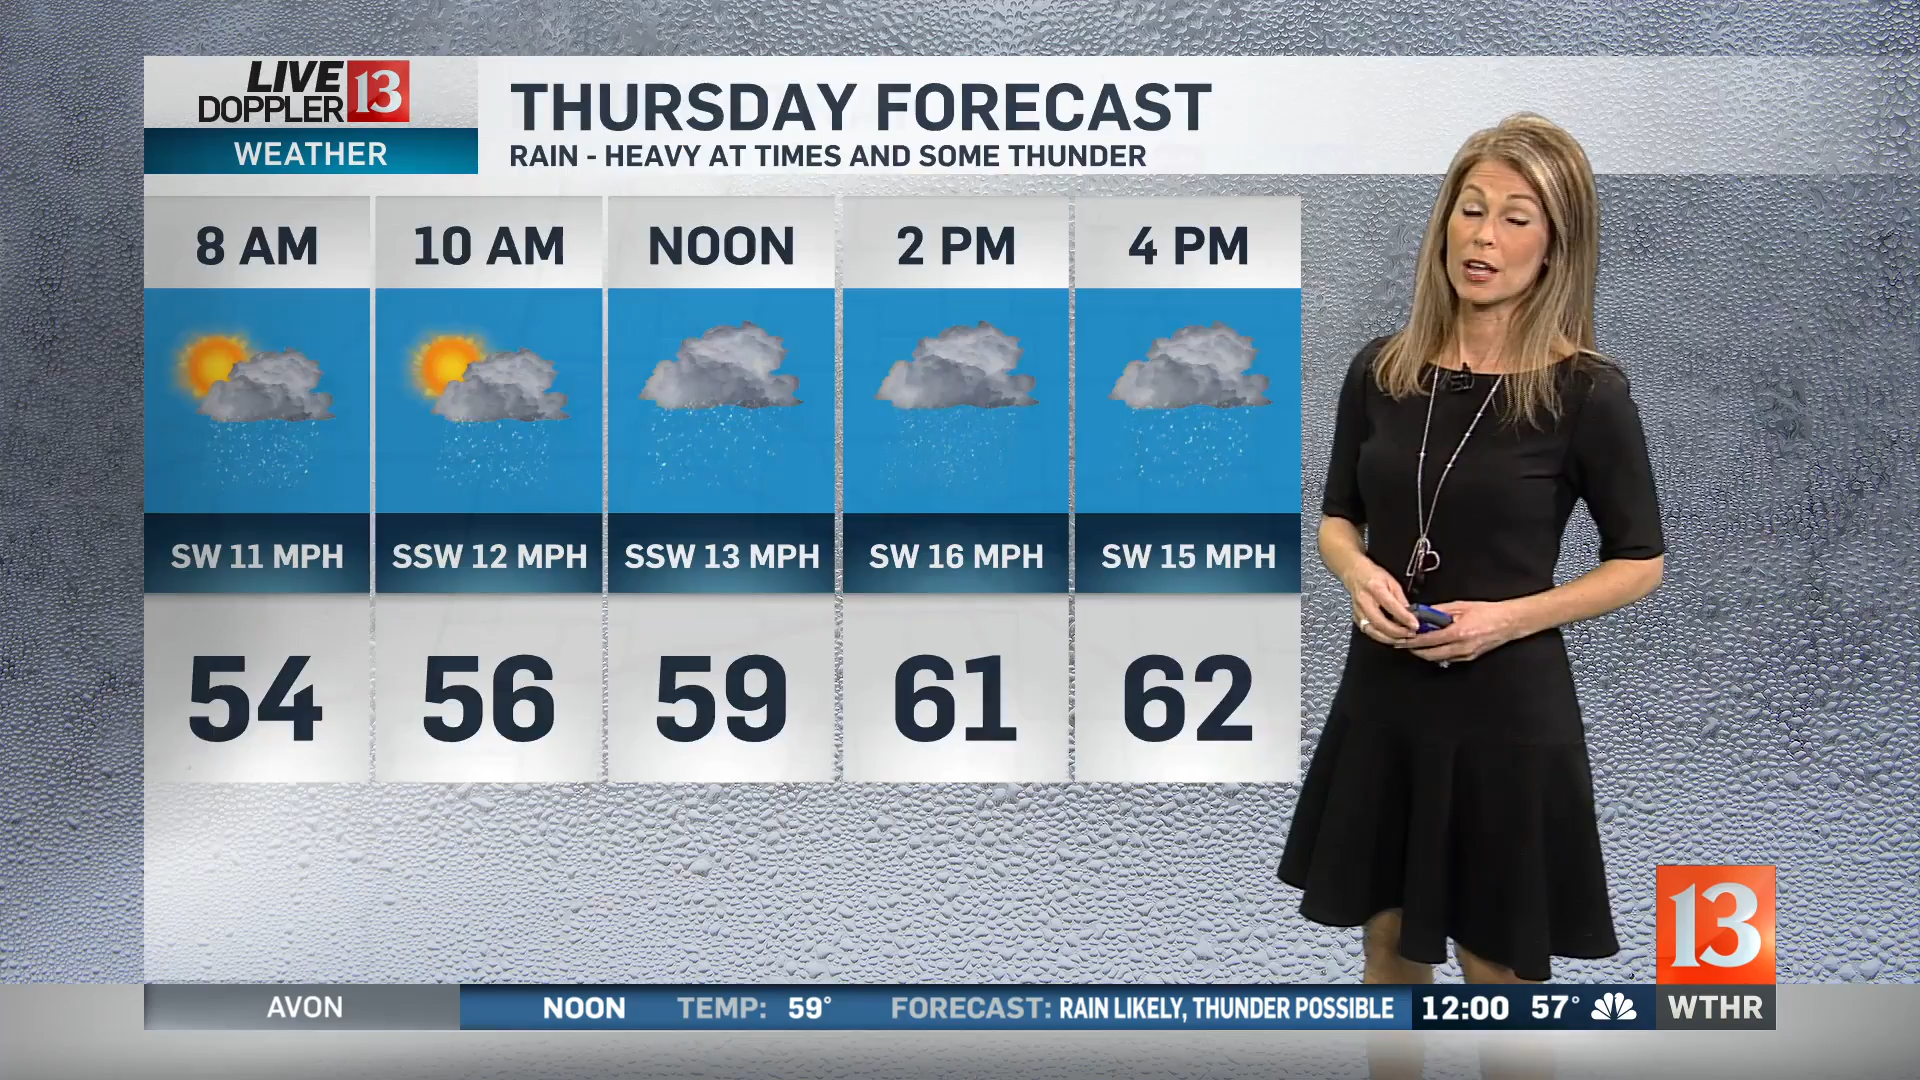 LIVE
DOPPLER 13
WEATHER
THURSDAY FORECAST
RAIN - HEAVY AT TIMES AND SOME THUNDER
8 AM 10 AM NOON 2 PM 4 PM
SW 11 MPH SSW 12 MPH SSW 13 MPH SW 16 MPH SW 15 MPH
54 56 59 61 62
13
AVON NOON TEMP: 59° FORECAST: RAIN LIKELY, THUNDER POSSIBLE 12:00 57° WTHR